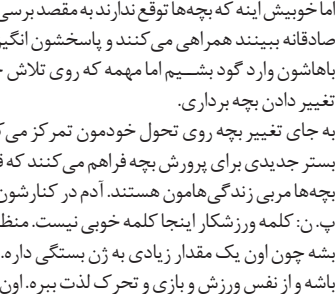 اما خوبیش اینه که بچه‌ها توقع ندارند به مقصد برسی
صادقانه ببینند همراهی می‌کنند و پاسخشون انگیز
باهاشون وارد گود بشــیم اما مهمه که روی تلاش
تغییر دادن بچه برداری.
به جای تغییر بچه روی تحول خودمون تمرکز می‌ک
بستر جدیدی برای پرورش بچه فراهم می‌کنند که ق
بچه‌ها مربی زندگی‌هامون هستند. آدم در کنارشون
پ.ن: کلمه ورزشکار اینجا کلمه خوبی نیست. منظ
بشه چون اون یک مقدار زیادی به ژن بستگی داره.
باشه و از نفس ورزش و بازی و تحرک لذت ببره. اون